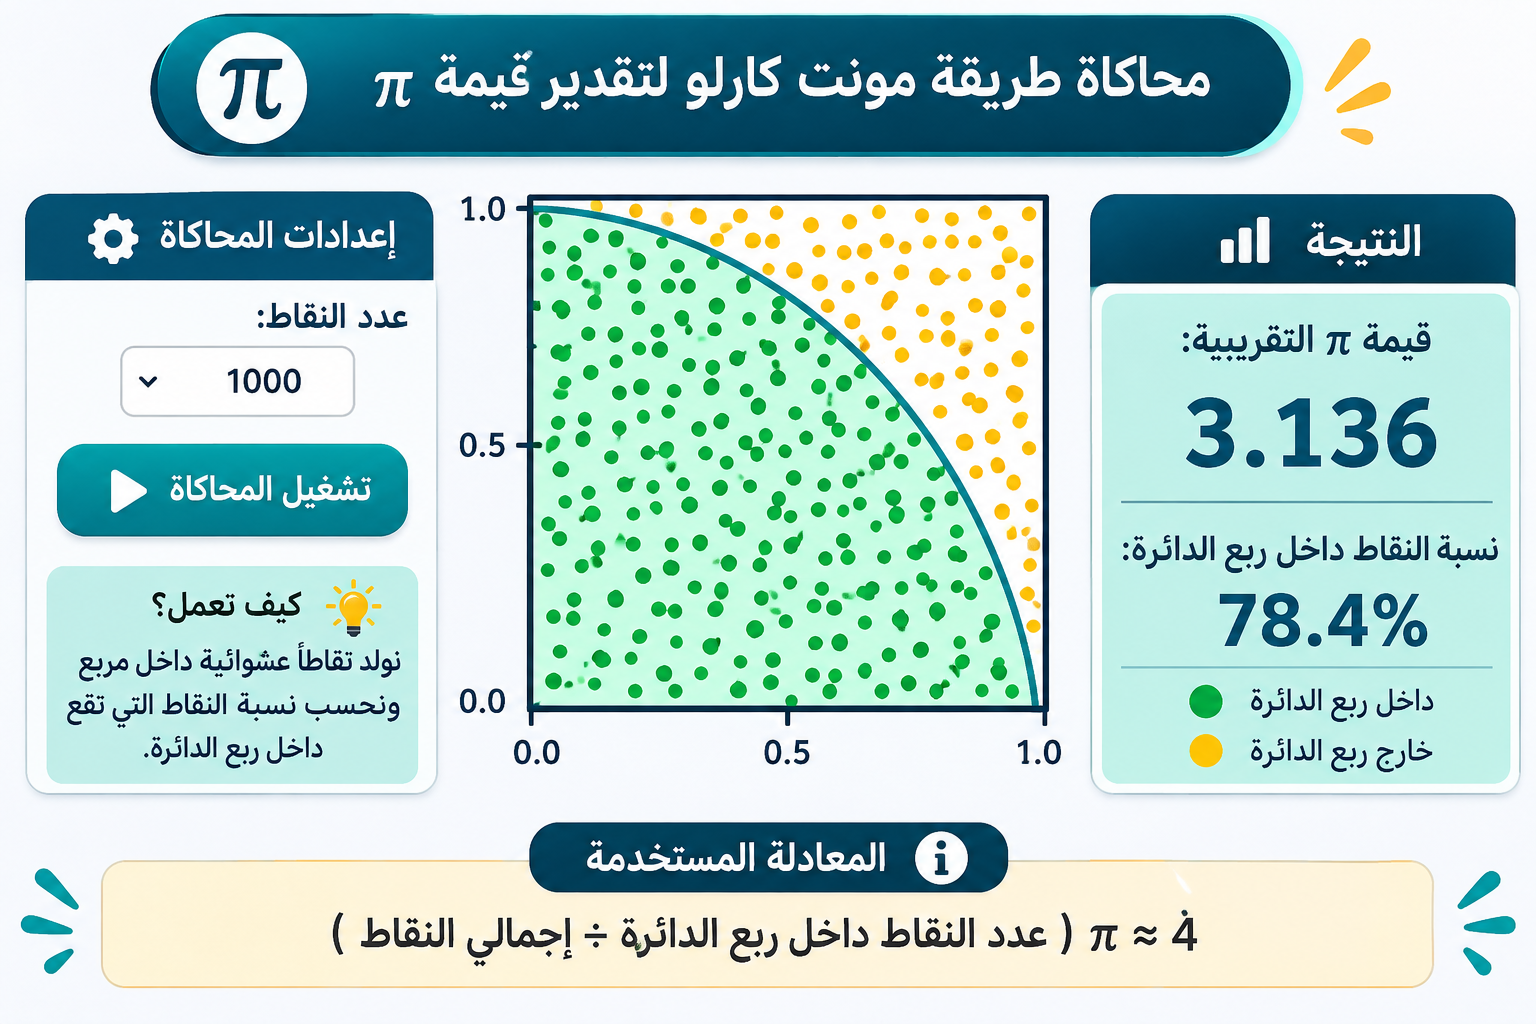 محاكاة طريقة مونت كارلو لتقدير قيمة π
π
النتيجة
قيمة π التقريبية:
3.136
نسبة النقاط داخل ربع الدائرة:
78.4%
داخل ربع الدائرة
خارج ربع الدائرة
1.0
0.5
0.0
0.0
0.5
1.0
إعدادات المحاكاة
عدد النقاط:
1000
تشغيل المحاكاة
كيف تعمل؟
نولد تقاطاً عشوائية داخل مربع
ونحسب نسبة النقاط التي تقع
داخل ربع الدائرة.
المعادلة المستخدمة
4 ≈ π ( عدد النقاط داخل ربع الدائرة ÷ إجمالي النقاط )